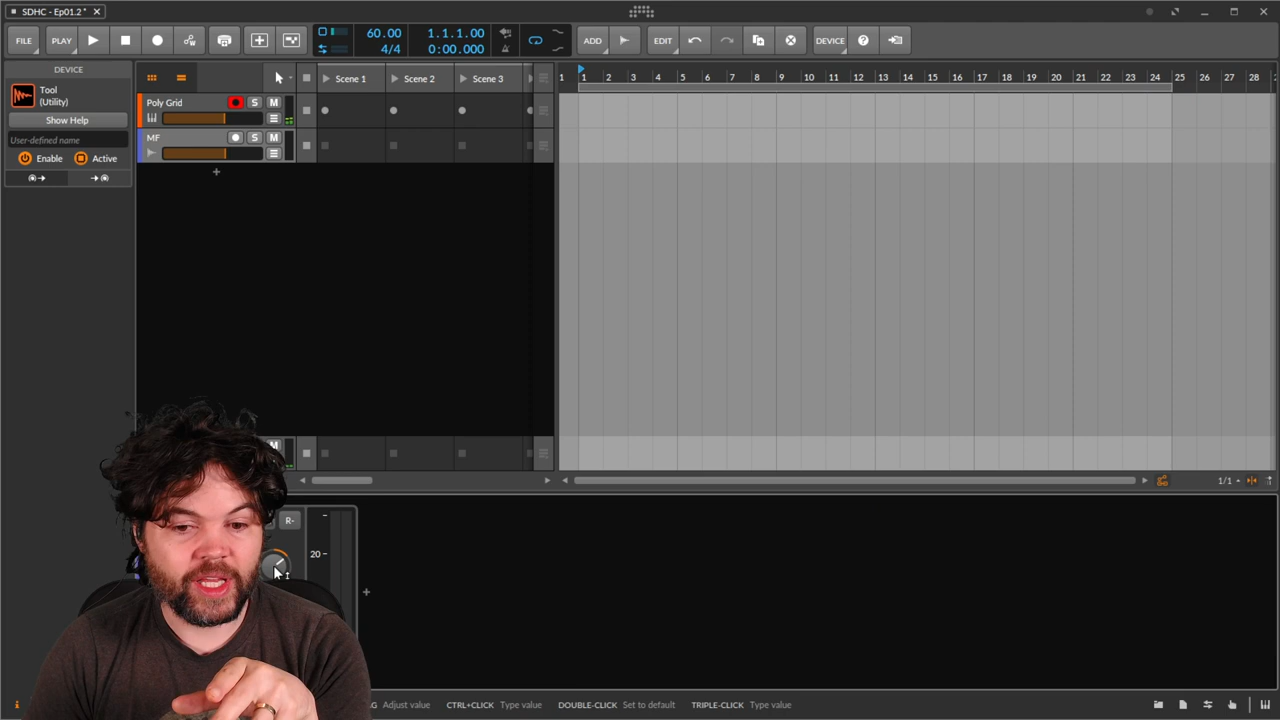 SDHC - Ep01.2 *
FILE PLAY 60.00 1.1.1.00 ADD EDIT DEVICE
4/4 0:00.000
DEVICE
Tool
(Utility)
Show Help
User-defined name
Enable Active
Scene 1 Scene 2 Scene 3
1 1 2 3 4 5 6 7 8 9 10 11 12 13 14 15 16 17 18 19 20 21 22 23 24 25 26 27 28
Poly Grid S M
MF S M
M
1/1
R-
20
Adjust value CTRL+CLICK Type value DOUBLE-CLICK Set to default TRIPLE-CLICK Type value